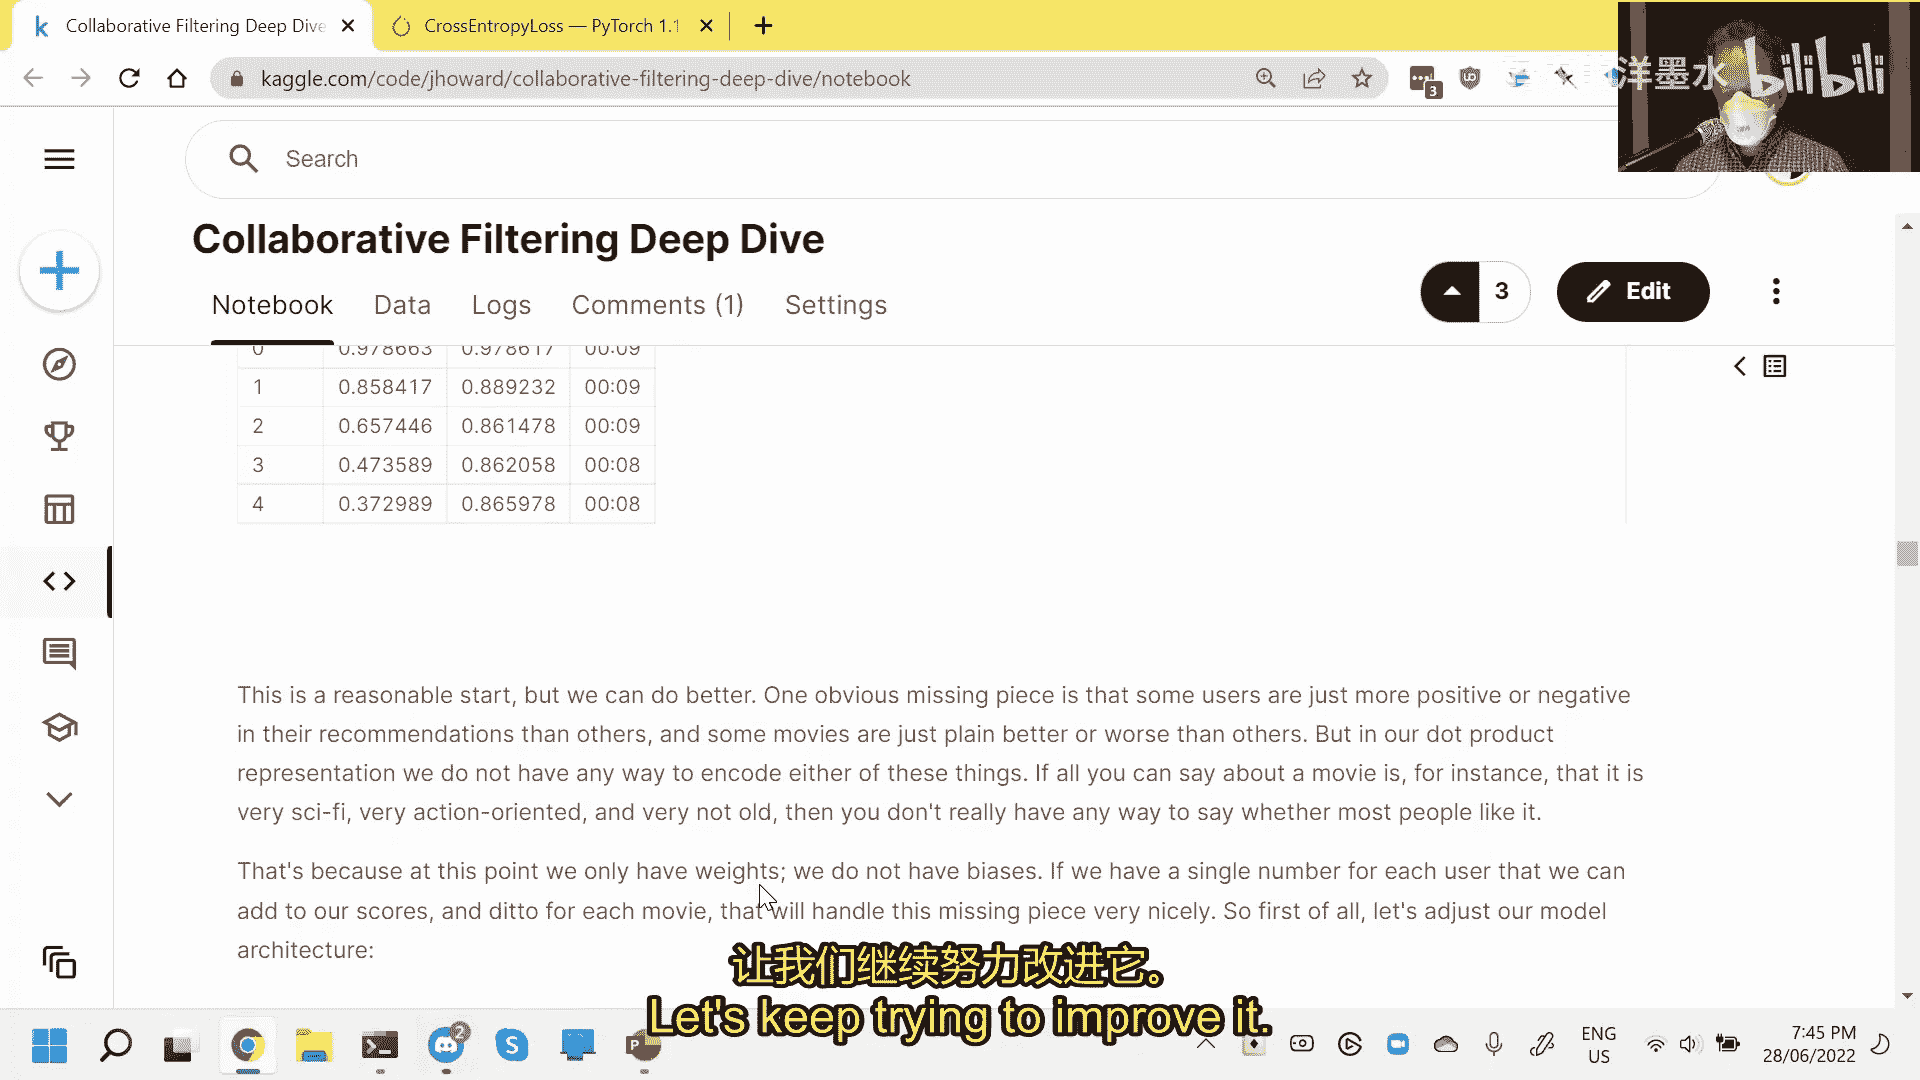 Collaborative Filtering Deep Dive
CrossEntropyLoss — PyTorch 1.1
kaggle.com/code/jhoward/collaborative-filtering-deep-dive/notebook
3
洋墨水 bilibili
Search
Collaborative Filtering Deep Dive
Notebook Data Logs Comments (1) Settings
3
Edit
0 0.978663 0.978617 00:09
1 0.858417 0.889232 00:09
2 0.657446 0.861478 00:09
3 0.473589 0.862058 00:08
4 0.372989 0.865978 00:08
This is a reasonable start, but we can do better. One obvious missing piece is that some users are just more positive or negative
in their recommendations than others, and some movies are just plain better or worse than others. But in our dot product
representation we do not have any way to encode either of these things. If all you can say about a movie is, for instance, that it is
very sci-fi, very action-oriented, and very not old, then you don't really have any way to say whether most people like it.
That's because at this point we only have weights; we do not have biases. If we have a single number for each user that we can
add to our scores, and ditto for each movie, that will handle this missing piece very nicely. So first of all, let's adjust our model
architecture:
让我们继续努力改进它。
Let's keep trying to improve it.
2
ENG
US
7:45 PM
28/06/2022